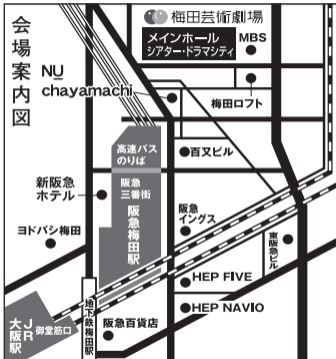 会場案内図
梅田芸術劇場
メインホール
シアター・ドラマシティ
MBS
NU
chayamachi
梅田ロフト
高速バス
のりば
百又ビル
新阪急
ホテル
阪急
三番街
阪急
イングス
ヨドバシ梅田
阪急梅田駅
東阪急ビル
HEP FIVE
HEP NAVIO
JR
大阪駅
御堂筋口
地下鉄梅田駅
阪急百貨店